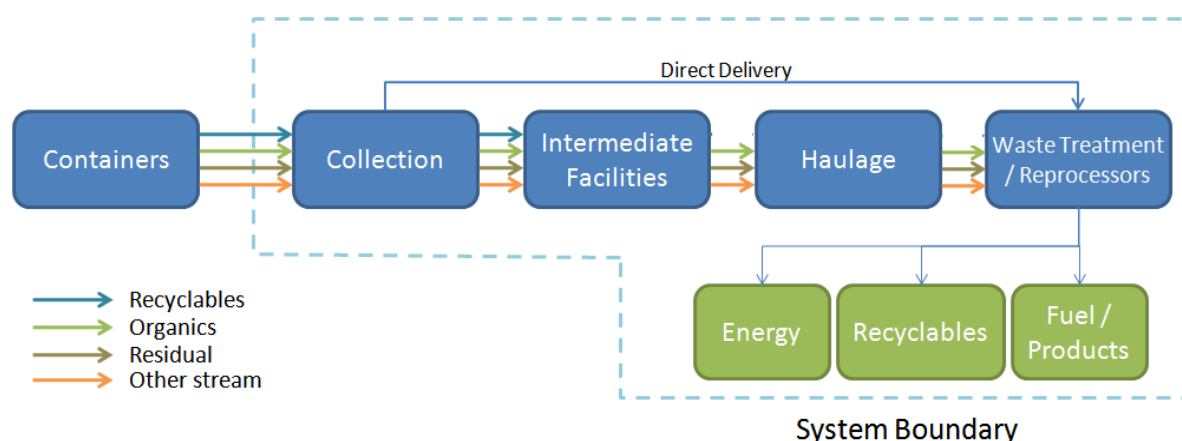 Direct Delivery
Containers
Collection
Intermediate
Facilities
Haulage
Waste Treatment
/ Reprocessors
Recyclables
Organics
Residual
Other stream
Energy
Recyclables
Fuel /
Products
System Boundary